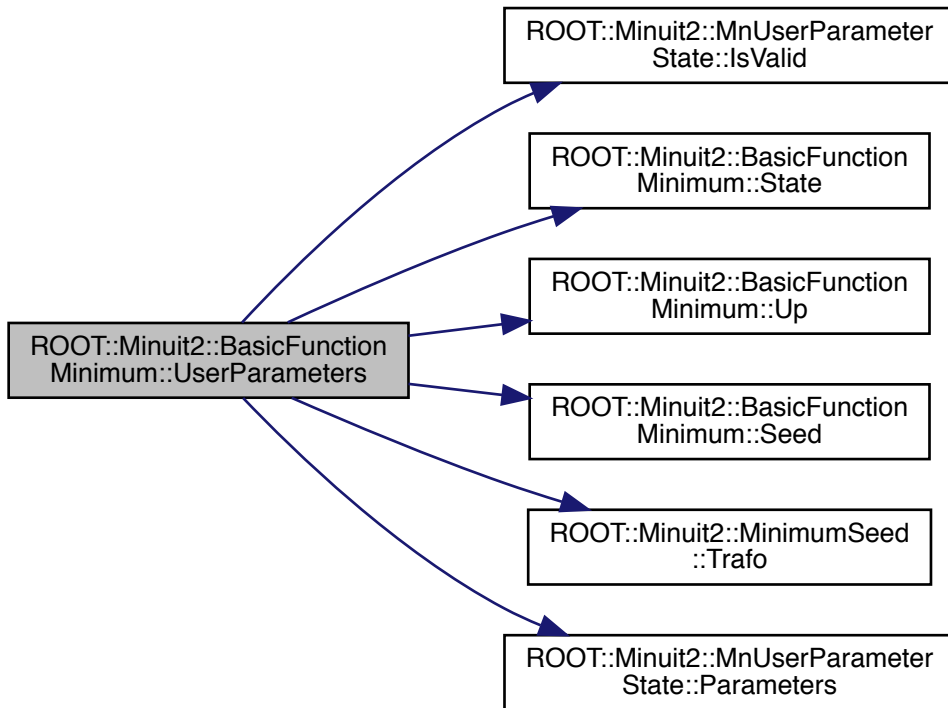 ROOT::Minuit2::MnUserParameter
State::IsValid
ROOT::Minuit2::BasicFunction
Minimum::State
ROOT::Minuit2::BasicFunction
Minimum::Up
ROOT::Minuit2::BasicFunction
Minimum::UserParameters
ROOT::Minuit2::BasicFunction
Minimum::Seed
ROOT::Minuit2::MinimumSeed
::Trafo
ROOT::Minuit2::MnUserParameter
State::Parameters